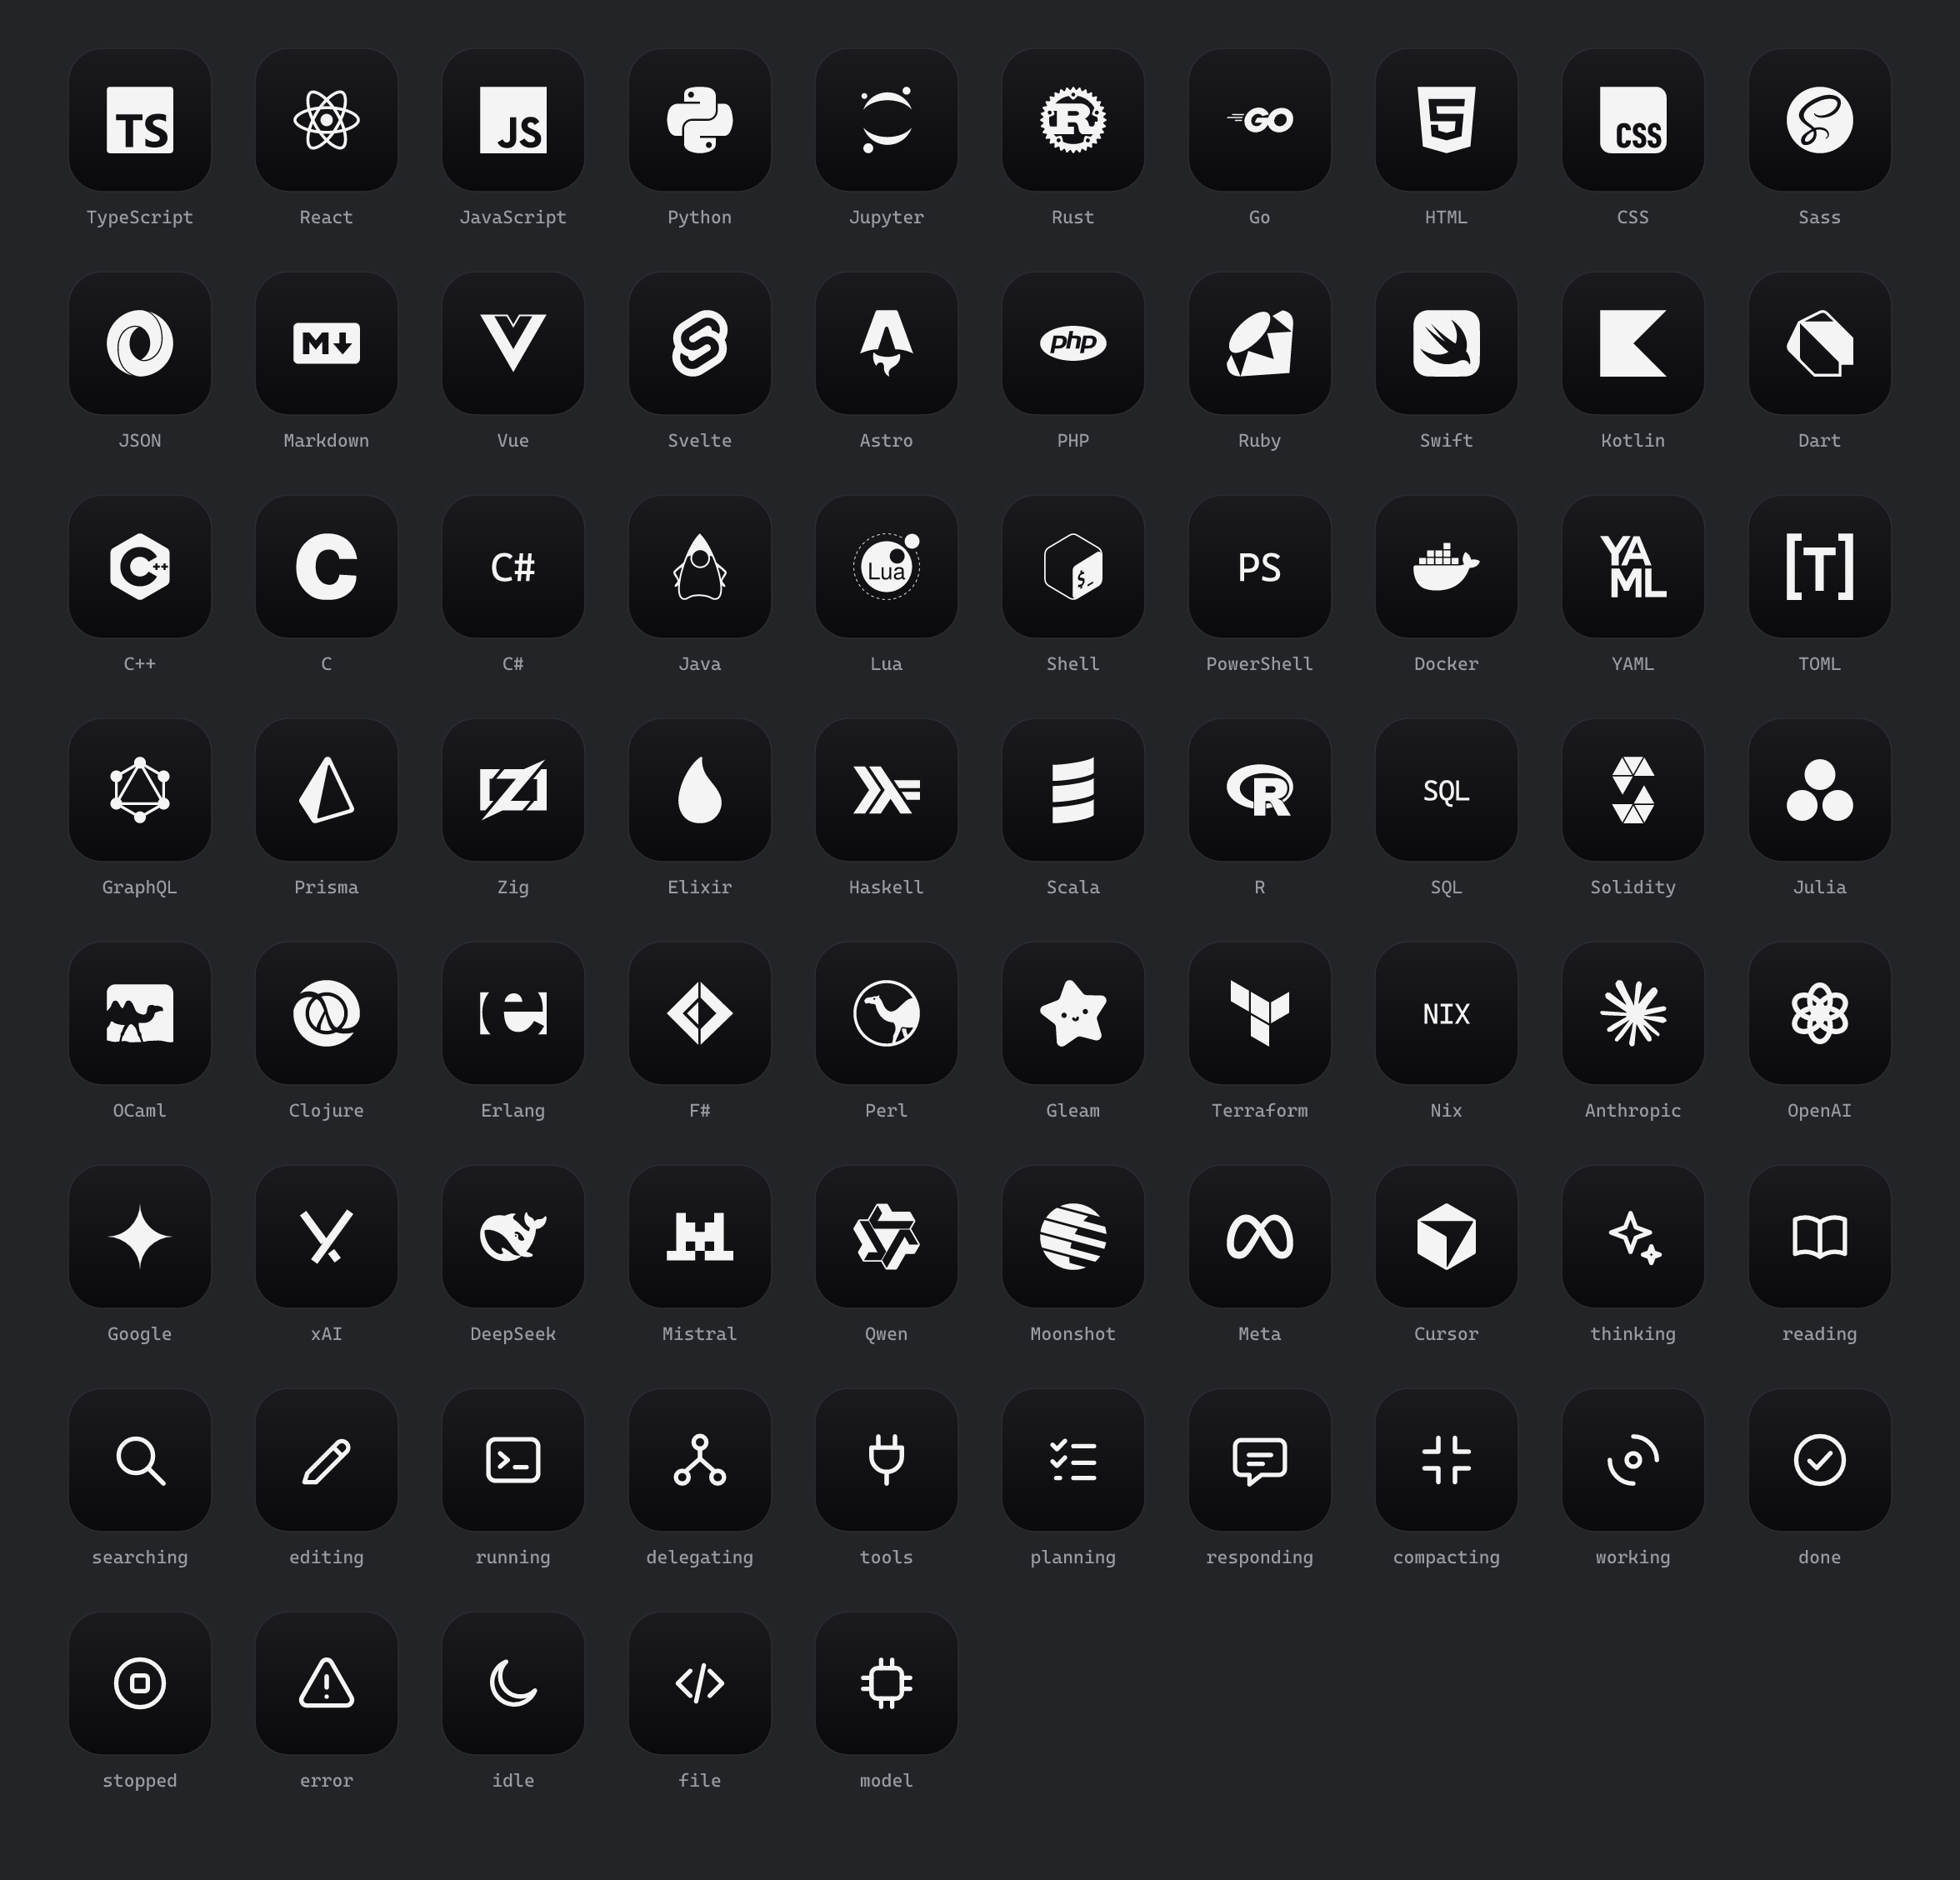 TS
JS
GO
5
CSS
TypeScript React JavaScript Python Jupyter Rust Go HTML CSS Sass
M
php
JSON Markdown Vue Svelte Astro PHP Ruby Swift Kotlin Dart
C++
C
C#
Lua
$_
PS
YA
ML
[T]
C++ C C# Java Lua Shell PowerShell Docker YAML TOML
R
SQL
GraphQL Prisma Zig Elixir Haskell Scala R SQL Solidity Julia
e
NIX
OCaml Clojure Erlang F# Perl Gleam Terraform Nix Anthropic OpenAI
Google xAI DeepSeek Mistral Qwen Moonshot Meta Cursor thinking reading
searching editing running delegating tools planning responding compacting working done
stopped error idle file model